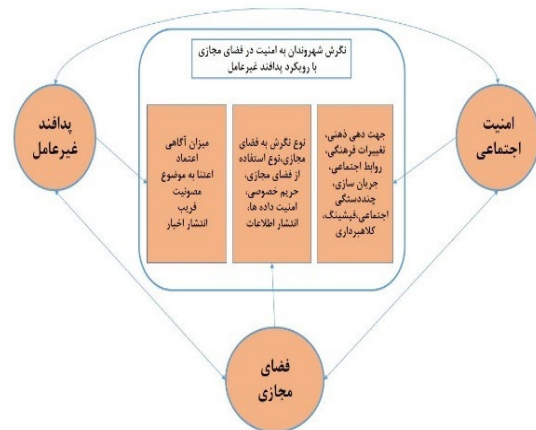 نگرش شهروندان به امنیت در فضای مجازی
با رویکرد پدافند غیرعامل
امنیت
اجتماعی
جهت دهی ذهنی،
تغییرات فرهنگی،
روابط اجتماعی،
جریان سازی،
چنددستگی
اجتماعی،فیشینگ،
کلاهبرداری
نوع نگرش به فضای
مجازی،نوع استفاده
از فضای مجازی،
حریم خصوصی،
امنیت داده ها،
انتشار اطلاعات
میزان آگاهی
اعتماد
اعتنا به موضوع
مصونیت
فریب
انتشار اخبار
پدافند
غیرعامل
فضای
مجازی